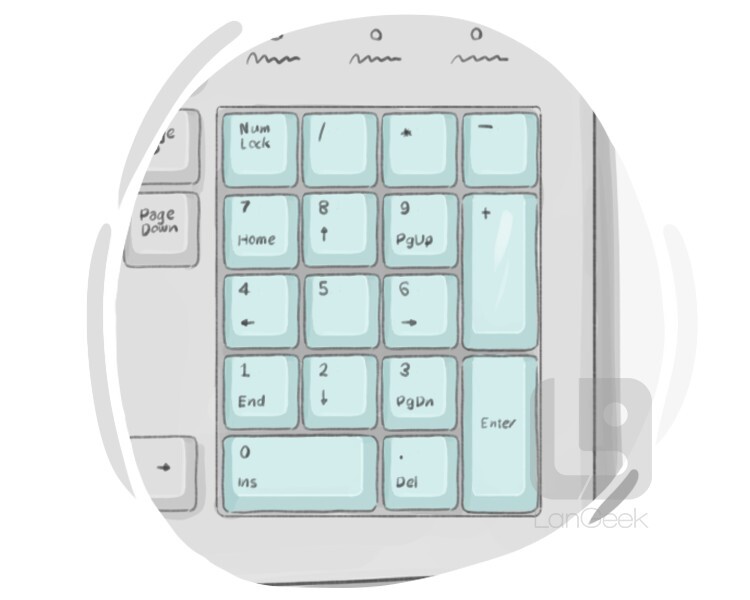 Num
Lock
/
*
-
Page
Down
7
Home
8
↑
9
PgUp
+
4
←
5
6
→
1
End
2
↓
3
PgDn
Enter
0
Ins
.
Del
→
LanGeek